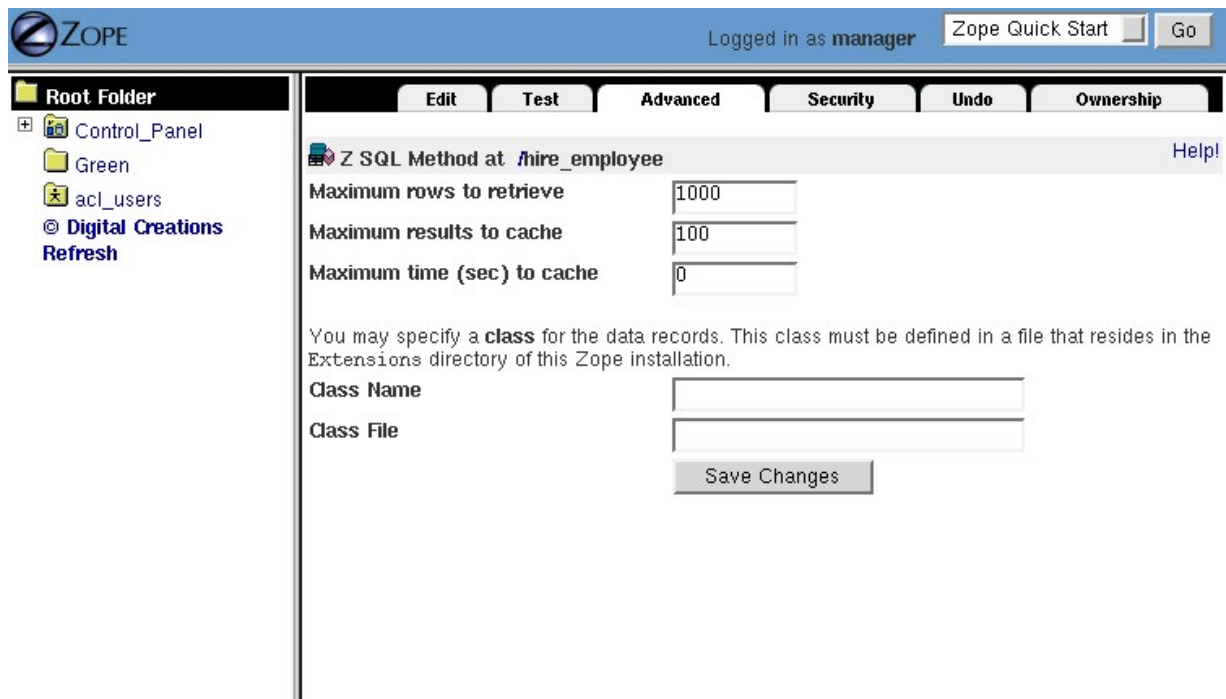 ZOPE
Logged in as manager
Zope Quick Start
Go
Root Folder
Control_Panel
Green
acl_users
© Digital Creations
Refresh
Edit
Test
Advanced
Security
Undo
Ownership
Z SQL Method at /hire_employee
Help!
Maximum rows to retrieve
1000
Maximum results to cache
100
Maximum time (sec) to cache
0
You may specify a class for the data records. This class must be defined in a file that resides in the
Extensions directory of this Zope installation.
Class Name
Class File
Save Changes